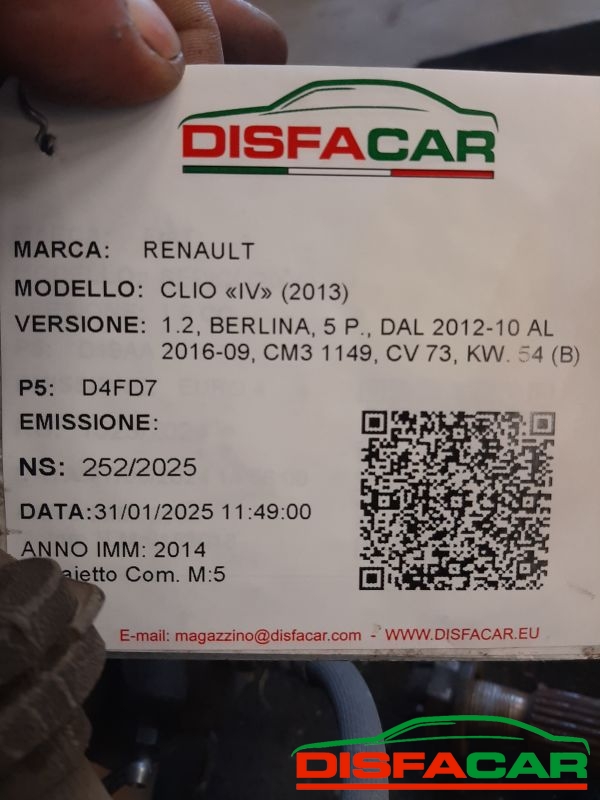 DISFACAR
MARCA: RENAULT
MODELLO: CLIO «IV» (2013)
VERSIONE: 1.2, BERLINA, 5 P., DAL 2012-10 AL
2016-09, CM3 1149, CV 73, KW. 54 (B)
P5: D4FD7
EMISSIONE:
NS: 252/2025
DATA:31/01/2025 11:49:00
ANNO IMM: 2014
Com. M:5
E-mail: magazzino@disfacar.com - WWW.DISFACAR.EU
DISFACAR